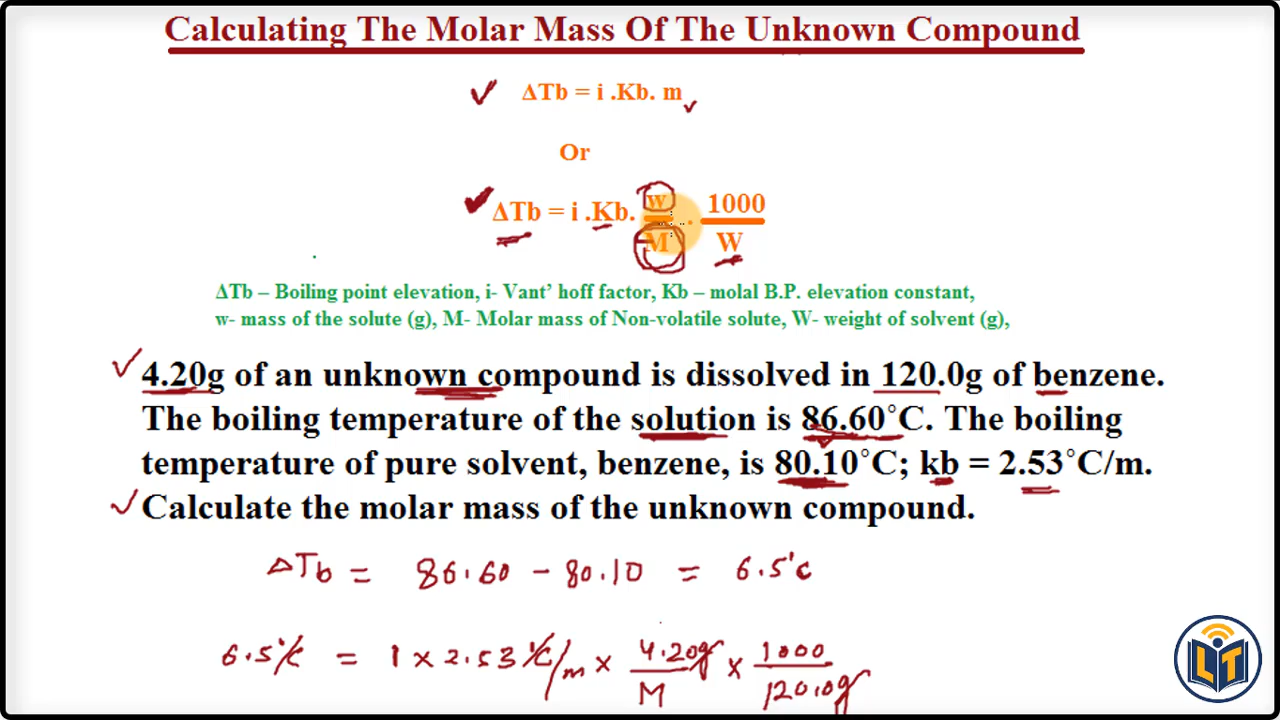 Calculating The Molar Mass Of The Unknown Compound
ΔTb = i .Kb. m
Or
ΔTb = i .Kb. w/M . 1000/W
ΔTb – Boiling point elevation, i- Vant’ hoff factor, Kb – molal B.P. elevation constant,
w- mass of the solute (g), M- Molar mass of Non-volatile solute, W- weight of solvent (g),
4.20g of an unknown compound is dissolved in 120.0g of benzene.
The boiling temperature of the solution is 86.60°C. The boiling
temperature of pure solvent, benzene, is 80.10°C; kb = 2.53°C/m.
Calculate the molar mass of the unknown compound.
ΔTb = 86.60 - 80.10 = 6.5°c
6.5°C = 1 × 2.53°C/m × 4.20g/M × 1000/120.0g
LT